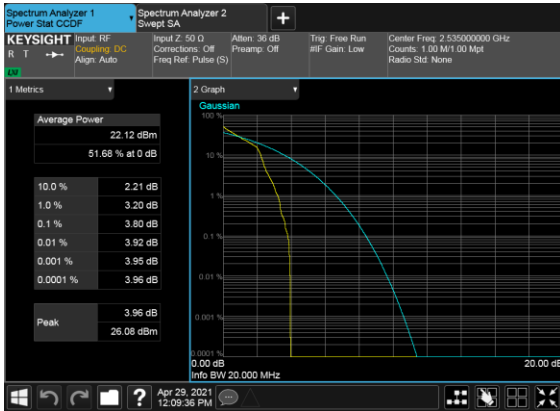 Spectrum Analyzer 1
Power Stat CCDF
Spectrum Analyzer 2
Swept SA
KEYSIGHT
R T
LXI
Input: RF
Coupling: DC
Align: Auto
Input Z: 50 Ω
Corrections: Off
Freq Ref: Pulse (S)
Atten: 36 dB
Preamp: Off
Trig: Free Run
#IF Gain: Low
Center Freq: 2.535000000 GHz
Counts: 1.00 M/1.00 Mpt
Radio Std: None
1 Metrics
Average Power
22.12 dBm
51.68 % at 0 dB
10.0 % 2.21 dB
1.0 % 3.20 dB
0.1 % 3.80 dB
0.01 % 3.92 dB
0.001 % 3.95 dB
0.0001 % 3.96 dB
Peak
3.96 dB
26.08 dBm
2 Graph
Gaussian
100 %
10 %
1 %
0.1 %
0.01 %
0.001 %
0.0001 %
0.00 dB
20.00 dB
Info BW 20.000 MHz
?
Apr 29, 2021
12:09:36 PM